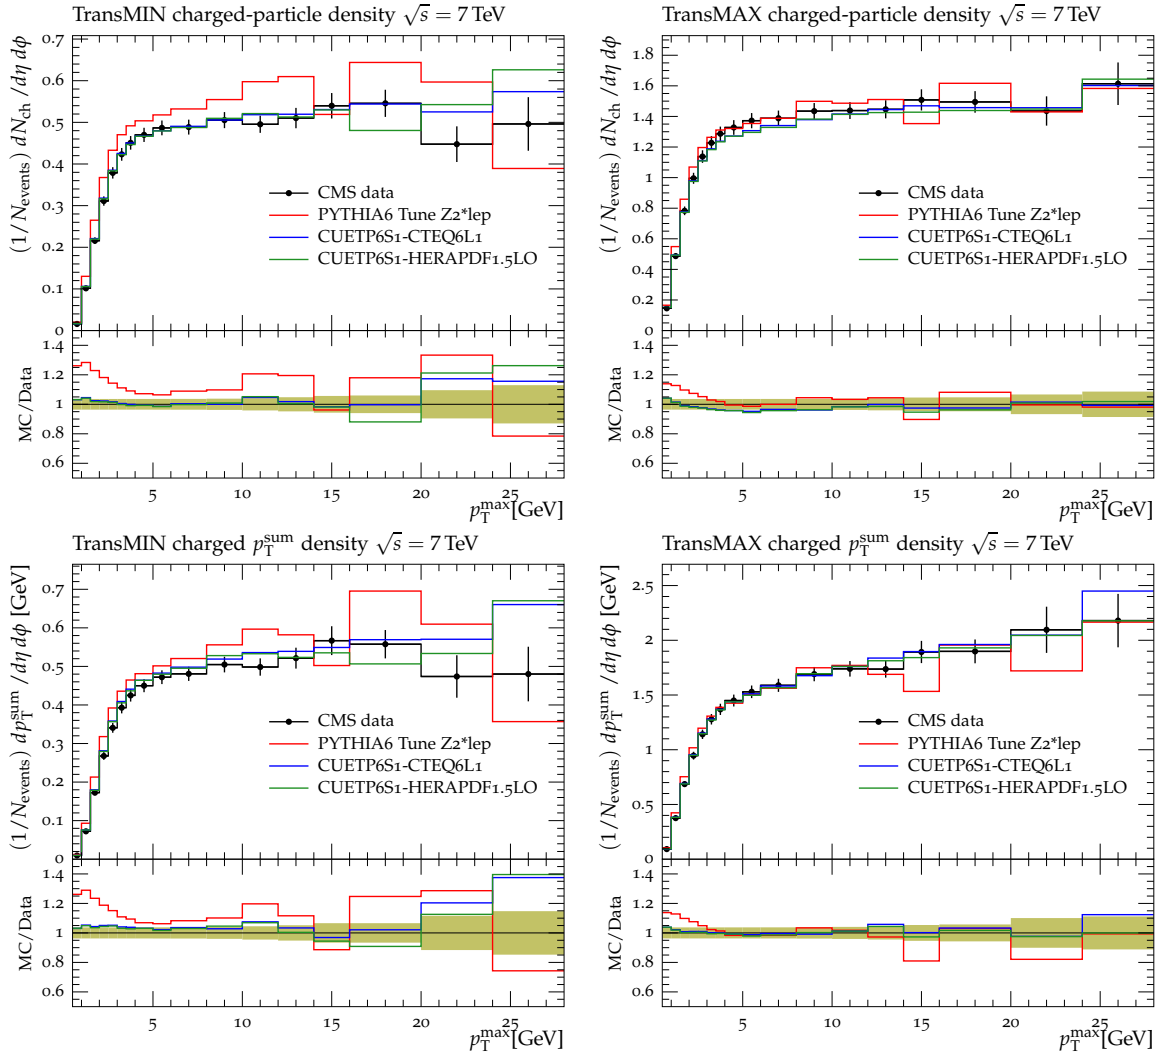 TransMIN charged-particle density √s = 7 TeV
(1/N_events) dN_ch/dη dϕ
0.7
0.6
0.5
0.4
0.3
0.2
0.1
0
CMS data
PYTHIA6 Tune Z2*lep
CUETP6S1-CTEQ6L1
CUETP6S1-HERAPDF1.5LO
MC/Data
1.4
1.2
1
0.8
0.6
5 10 15 20 25
p_T^max[GeV]
TransMAX charged-particle density √s = 7 TeV
(1/N_events) dN_ch/dη dϕ
1.8
1.6
1.4
1.2
1
0.8
0.6
0.4
0.2
0
CMS data
PYTHIA6 Tune Z2*lep
CUETP6S1-CTEQ6L1
CUETP6S1-HERAPDF1.5LO
MC/Data
1.4
1.2
1
0.8
0.6
5 10 15 20 25
p_T^max[GeV]
TransMIN charged p_T^sum density √s = 7 TeV
(1/N_events) dp_T^sum/dη dϕ [GeV]
0.7
0.6
0.5
0.4
0.3
0.2
0.1
0
CMS data
PYTHIA6 Tune Z2*lep
CUETP6S1-CTEQ6L1
CUETP6S1-HERAPDF1.5LO
MC/Data
1.4
1.2
1
0.8
0.6
5 10 15 20 25
p_T^max[GeV]
TransMAX charged p_T^sum density √s = 7 TeV
(1/N_events) dp_T^sum/dη dϕ [GeV]
2.5
2
1.5
1
0.5
0
CMS data
PYTHIA6 Tune Z2*lep
CUETP6S1-CTEQ6L1
CUETP6S1-HERAPDF1.5LO
MC/Data
1.4
1.2
1
0.8
0.6
5 10 15 20 25
p_T^max[GeV]